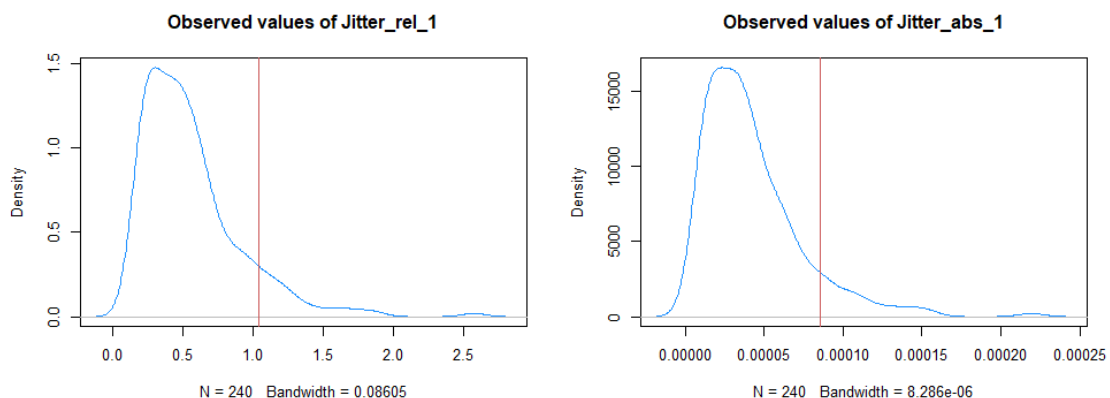 Observed values of Jitter_rel_1
Density
0.0 0.5 1.0 1.5
0.0 0.5 1.0 1.5 2.0 2.5
N = 240 Bandwidth = 0.08605
Observed values of Jitter_abs_1
Density
0 5000 10000 15000
0.00000 0.00005 0.00010 0.00015 0.00020 0.00025
N = 240 Bandwidth = 8.286e-06